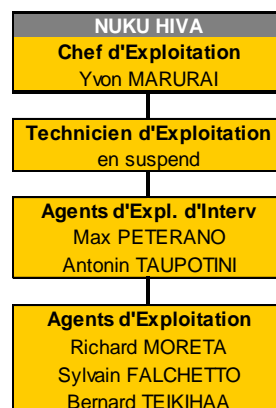 NUKU HIVA
Chef d'Exploitation
Yvon MARURAI
Technicien d'Exploitation
en suspend
Agents d'Expl. d'Interv
Max PETERANO
Antonin TAUPOTINI
Agents d'Exploitation
Richard MORETA
Sylvain FALCHETTO
Bernard TEIKIHAA